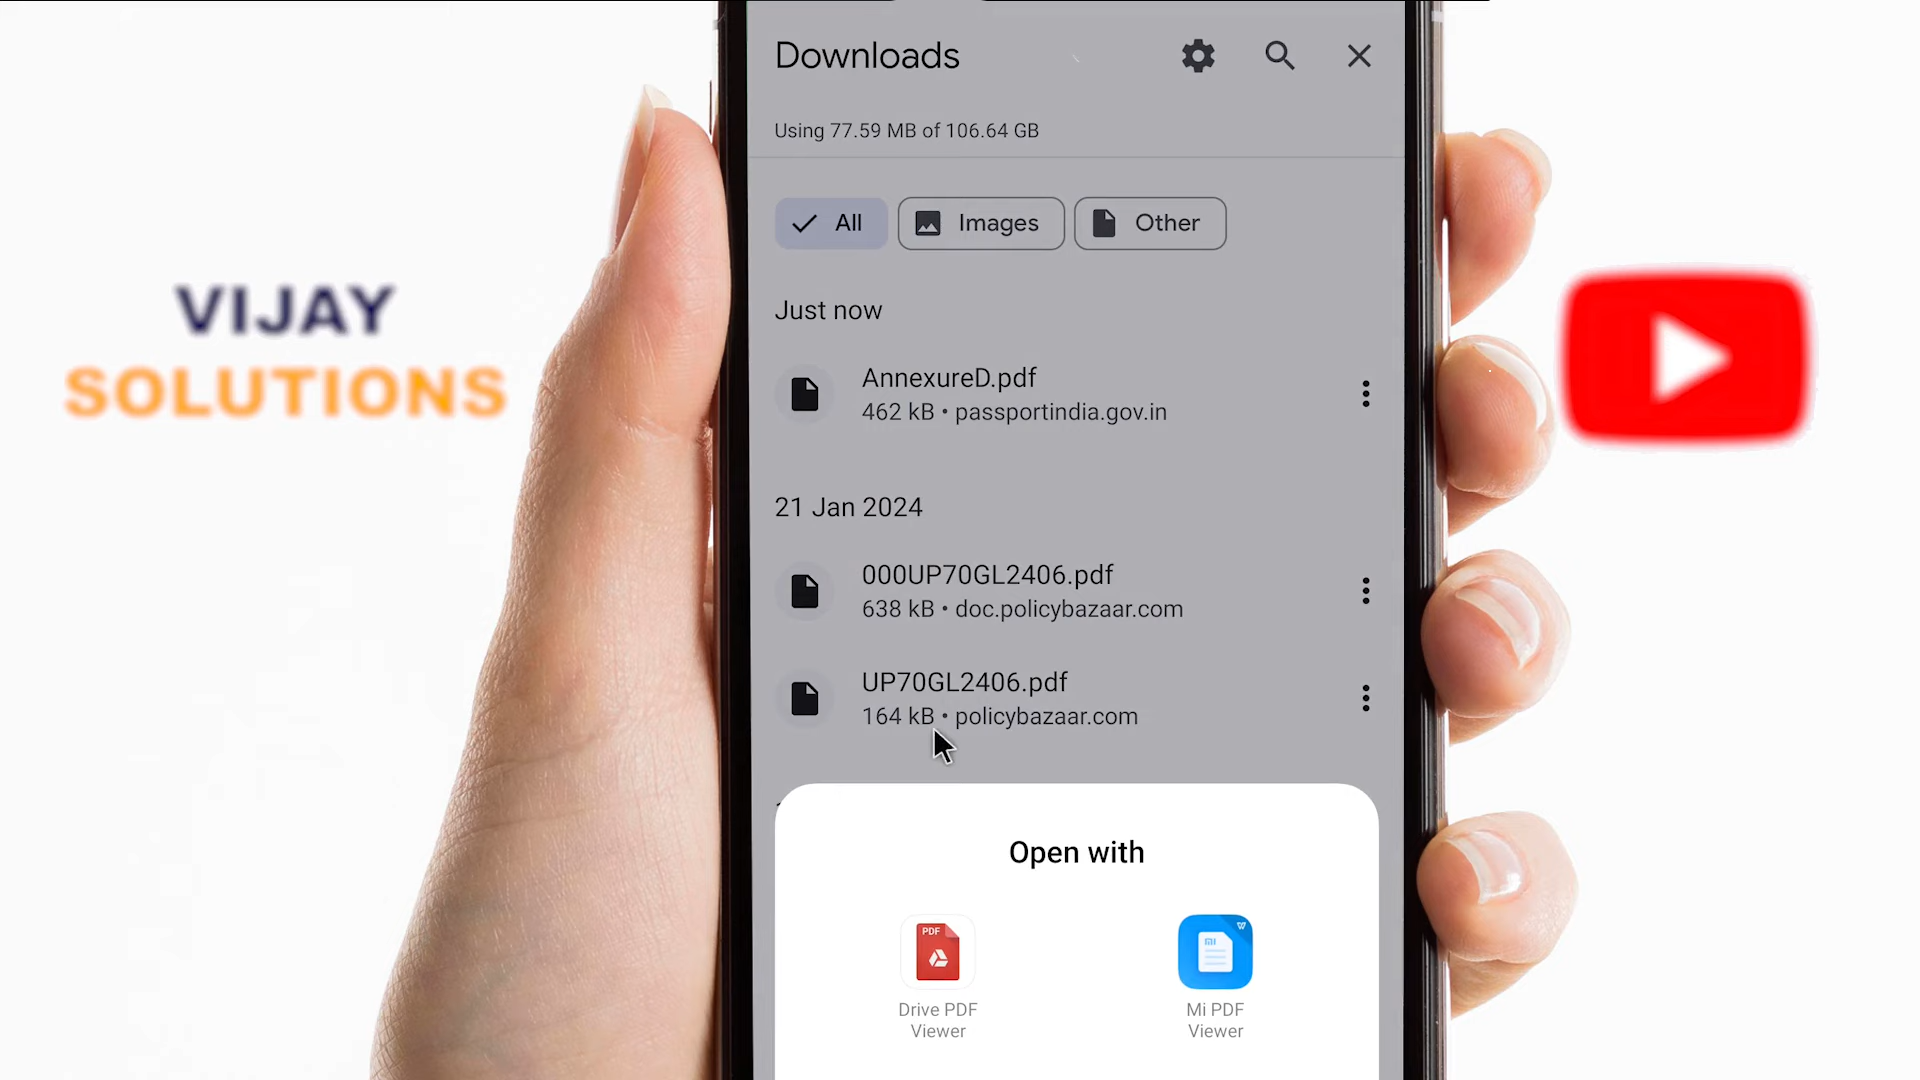 Downloads
Using 77.59 MB of 106.64 GB
All
Images
Other
Just now
AnnexureD.pdf
462 kB • passportindia.gov.in
21 Jan 2024
000UP70GL2406.pdf
638 kB • doc.policybazaar.com
UP70GL2406.pdf
164 kB • policybazaar.com
Open with
PDF
Drive PDF
Viewer
Mi PDF
Viewer
VIJAY
SOLUTIONS